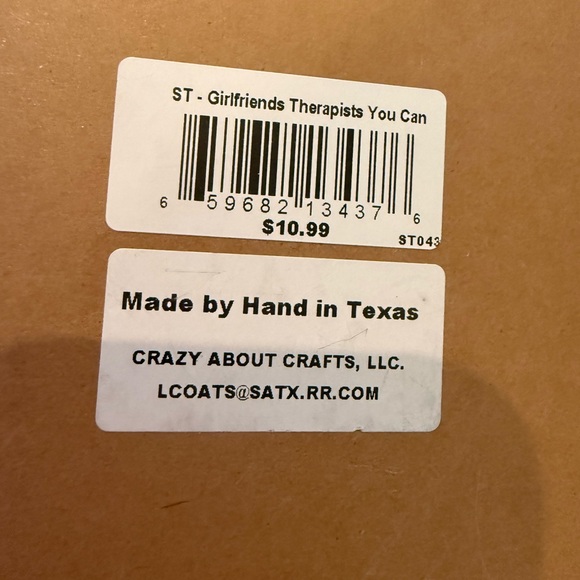 ST - Girlfriends Therapists You Can
6 59682 13437 6
$10.99
ST043
Made by Hand in Texas
CRAZY ABOUT CRAFTS, LLC.
LCOATS@SATX.RR.COM